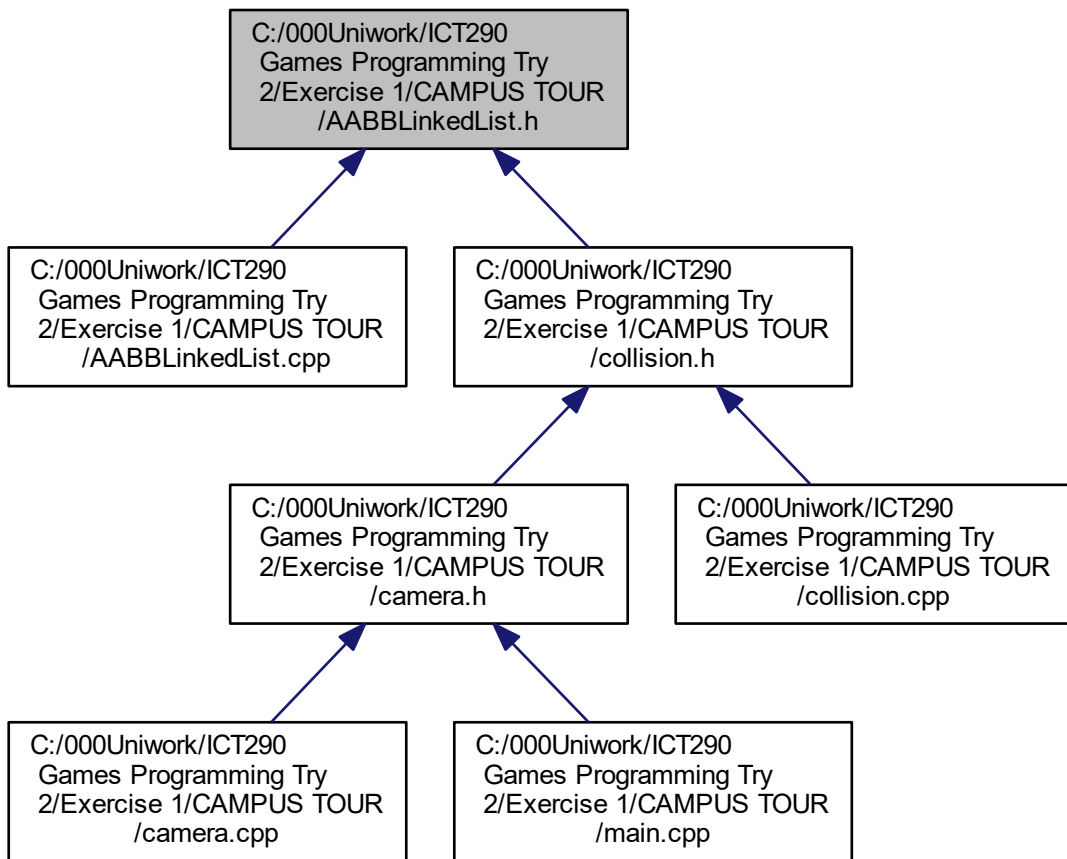 C:/000Uniwork/ICT290
Games Programming Try
2/Exercise 1/CAMPUS TOUR
/AABBLinkedList.h
C:/000Uniwork/ICT290
Games Programming Try
2/Exercise 1/CAMPUS TOUR
/AABBLinkedList.cpp
C:/000Uniwork/ICT290
Games Programming Try
2/Exercise 1/CAMPUS TOUR
/collision.h
C:/000Uniwork/ICT290
Games Programming Try
2/Exercise 1/CAMPUS TOUR
/camera.h
C:/000Uniwork/ICT290
Games Programming Try
2/Exercise 1/CAMPUS TOUR
/collision.cpp
C:/000Uniwork/ICT290
Games Programming Try
2/Exercise 1/CAMPUS TOUR
/camera.cpp
C:/000Uniwork/ICT290
Games Programming Try
2/Exercise 1/CAMPUS TOUR
/main.cpp